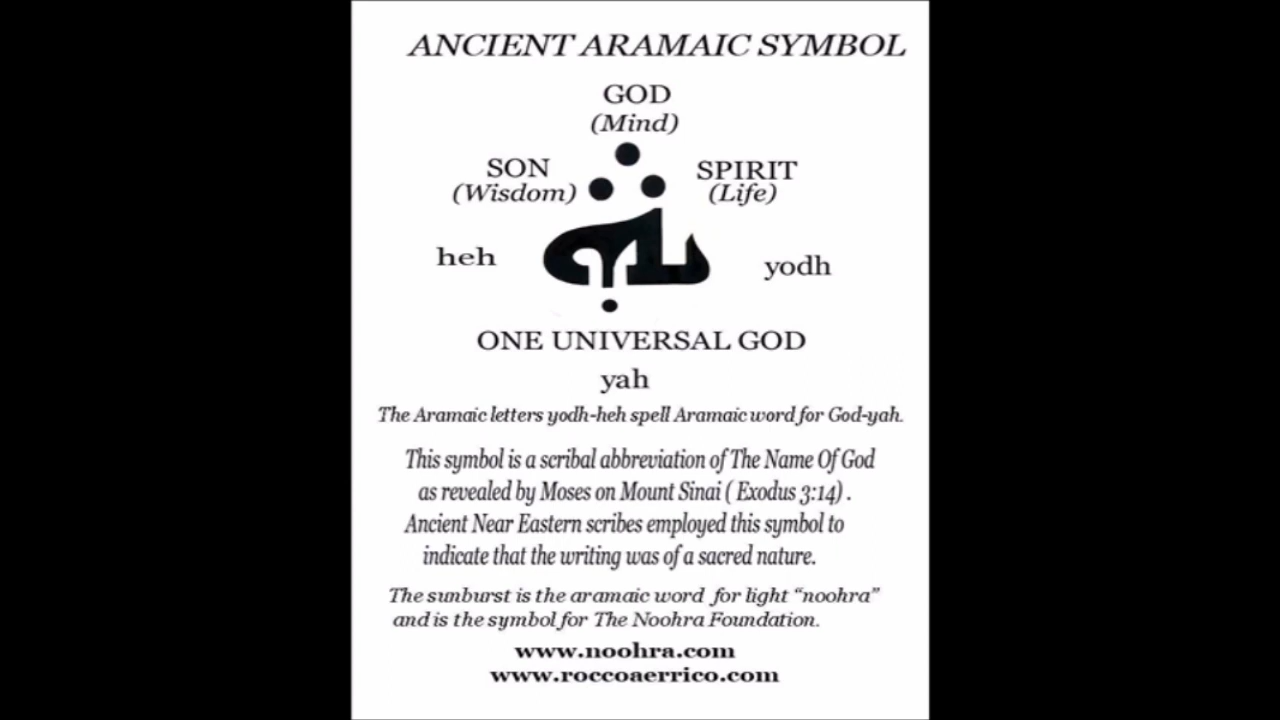 ANCIENT ARAMAIC SYMBOL
GOD
(Mind)
SON
(Wisdom)
SPIRIT
(Life)
heh
yodh
ONE UNIVERSAL GOD
yah
The Aramaic letters yodh-heh spell Aramaic word for God-yah.
This symbol is a scribal abbreviation of The Name Of God
as revealed by Moses on Mount Sinai ( Exodus 3:14) .
Ancient Near Eastern scribes employed this symbol to
indicate that the writing was of a sacred nature.
The sunburst is the aramaic word for light “noohra”
and is the symbol for The Noohra Foundation.
www.noohra.com
www.roccoaerrico.com